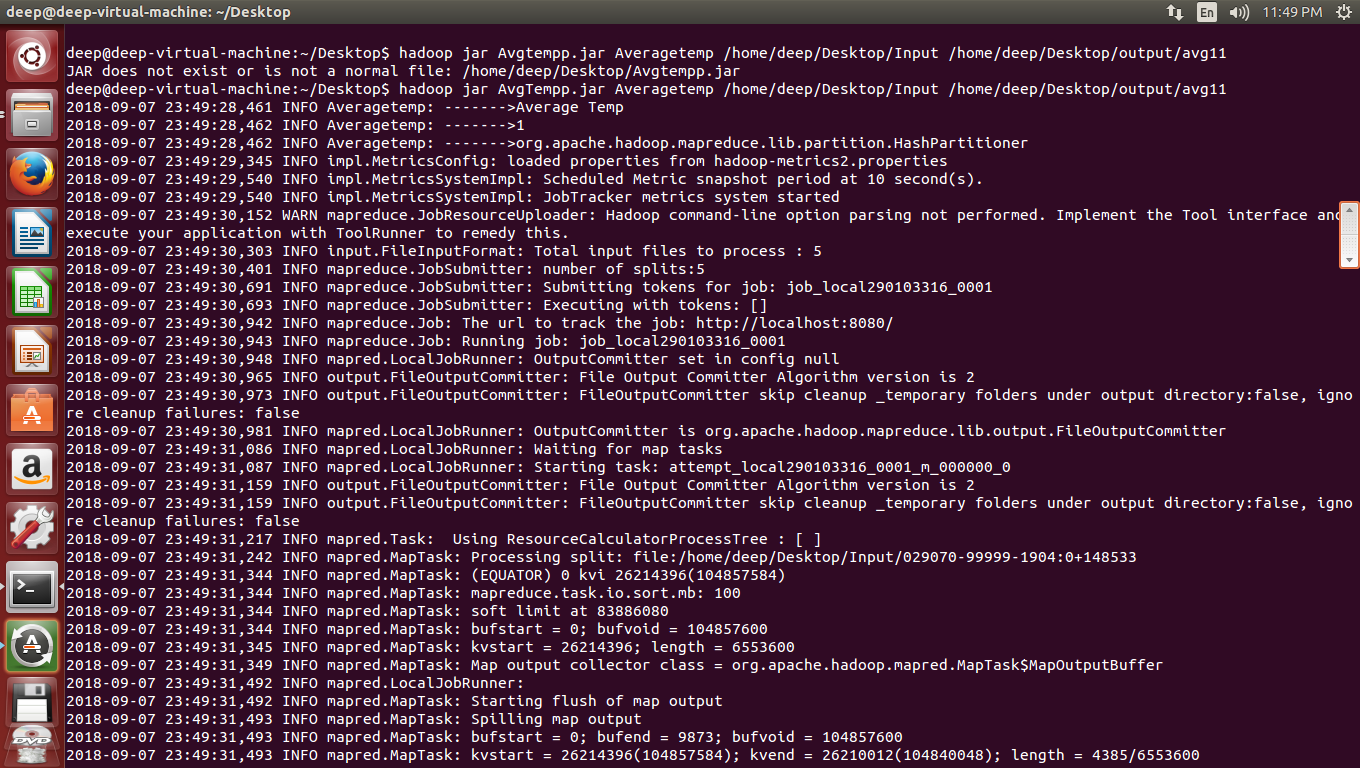 deep@deep-virtual-machine: ~/Desktop
En
11:49 PM
deep@deep-virtual-machine:~/Desktop$ hadoop jar Avgtempp.jar Averagetemp /home/deep/Desktop/Input /home/deep/Desktop/output/avg11
JAR does not exist or is not a normal file: /home/deep/Desktop/Avgtempp.jar
deep@deep-virtual-machine:~/Desktop$ hadoop jar AvgTempp.jar Averagetemp /home/deep/Desktop/Input /home/deep/Desktop/output/avg11
2018-09-07 23:49:28,461 INFO Averagetemp: ------->Average Temp
2018-09-07 23:49:28,462 INFO Averagetemp: ------->1
2018-09-07 23:49:28,462 INFO Averagetemp: ------->org.apache.hadoop.mapreduce.lib.partition.HashPartitioner
2018-09-07 23:49:29,345 INFO impl.MetricsConfig: loaded properties from hadoop-metrics2.properties
2018-09-07 23:49:29,540 INFO impl.MetricsSystemImpl: Scheduled Metric snapshot period at 10 second(s).
2018-09-07 23:49:29,540 INFO impl.MetricsSystemImpl: JobTracker metrics system started
2018-09-07 23:49:30,152 WARN mapreduce.JobResourceUploader: Hadoop command-line option parsing not performed. Implement the Tool interface and
execute your application with ToolRunner to remedy this.
2018-09-07 23:49:30,303 INFO input.FileInputFormat: Total input files to process : 5
2018-09-07 23:49:30,401 INFO mapreduce.JobSubmitter: number of splits:5
2018-09-07 23:49:30,691 INFO mapreduce.JobSubmitter: Submitting tokens for job: job_local290103316_0001
2018-09-07 23:49:30,693 INFO mapreduce.JobSubmitter: Executing with tokens: []
2018-09-07 23:49:30,942 INFO mapreduce.Job: The url to track the job: http://localhost:8080/
2018-09-07 23:49:30,943 INFO mapreduce.Job: Running job: job_local290103316_0001
2018-09-07 23:49:30,948 INFO mapred.LocalJobRunner: OutputCommitter set in config null
2018-09-07 23:49:30,965 INFO output.FileOutputCommitter: File Output Committer Algorithm version is 2
2018-09-07 23:49:30,973 INFO output.FileOutputCommitter: FileOutputCommitter skip cleanup _temporary folders under output directory:false, igno
re cleanup failures: false
2018-09-07 23:49:30,981 INFO mapred.LocalJobRunner: OutputCommitter is org.apache.hadoop.mapreduce.lib.output.FileOutputCommitter
2018-09-07 23:49:31,086 INFO mapred.LocalJobRunner: Waiting for map tasks
2018-09-07 23:49:31,087 INFO mapred.LocalJobRunner: Starting task: attempt_local290103316_0001_m_000000_0
2018-09-07 23:49:31,159 INFO output.FileOutputCommitter: File Output Committer Algorithm version is 2
2018-09-07 23:49:31,159 INFO output.FileOutputCommitter: FileOutputCommitter skip cleanup _temporary folders under output directory:false, igno
re cleanup failures: false
2018-09-07 23:49:31,217 INFO mapred.Task:  Using ResourceCalculatorProcessTree : [ ]
2018-09-07 23:49:31,242 INFO mapred.MapTask: Processing split: file:/home/deep/Desktop/Input/029070-99999-1904:0+148533
2018-09-07 23:49:31,344 INFO mapred.MapTask: (EQUATOR) 0 kvi 26214396(104857584)
2018-09-07 23:49:31,344 INFO mapred.MapTask: mapreduce.task.io.sort.mb: 100
2018-09-07 23:49:31,344 INFO mapred.MapTask: soft limit at 83886080
2018-09-07 23:49:31,344 INFO mapred.MapTask: bufstart = 0; bufvoid = 104857600
2018-09-07 23:49:31,345 INFO mapred.MapTask: kvstart = 26214396; length = 6553600
2018-09-07 23:49:31,349 INFO mapred.MapTask: Map output collector class = org.apache.hadoop.mapred.MapTask$MapOutputBuffer
2018-09-07 23:49:31,492 INFO mapred.LocalJobRunner:
2018-09-07 23:49:31,492 INFO mapred.MapTask: Starting flush of map output
2018-09-07 23:49:31,493 INFO mapred.MapTask: Spilling map output
2018-09-07 23:49:31,493 INFO mapred.MapTask: bufstart = 0; bufend = 9873; bufvoid = 104857600
2018-09-07 23:49:31,493 INFO mapred.MapTask: kvstart = 26214396(104857584); kvend = 26210012(104840048); length = 4385/6553600
a
>_
DVD